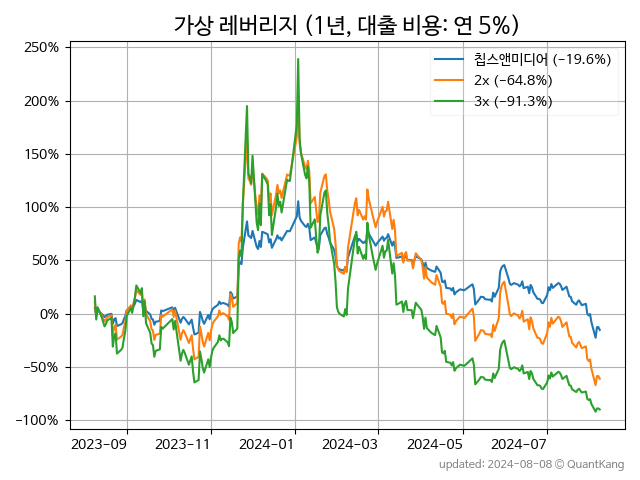 가상 레버리지 (1년, 대출 비용: 연 5%)
250%
200%
150%
100%
50%
0%
−50%
−100%
칩스앤미디어 (−19.6%)
2x (−64.8%)
3x (−91.3%)
2023-09
2023-11
2024-01
2024-03
2024-05
2024-07
updated: 2024-08-08 © QuantKang